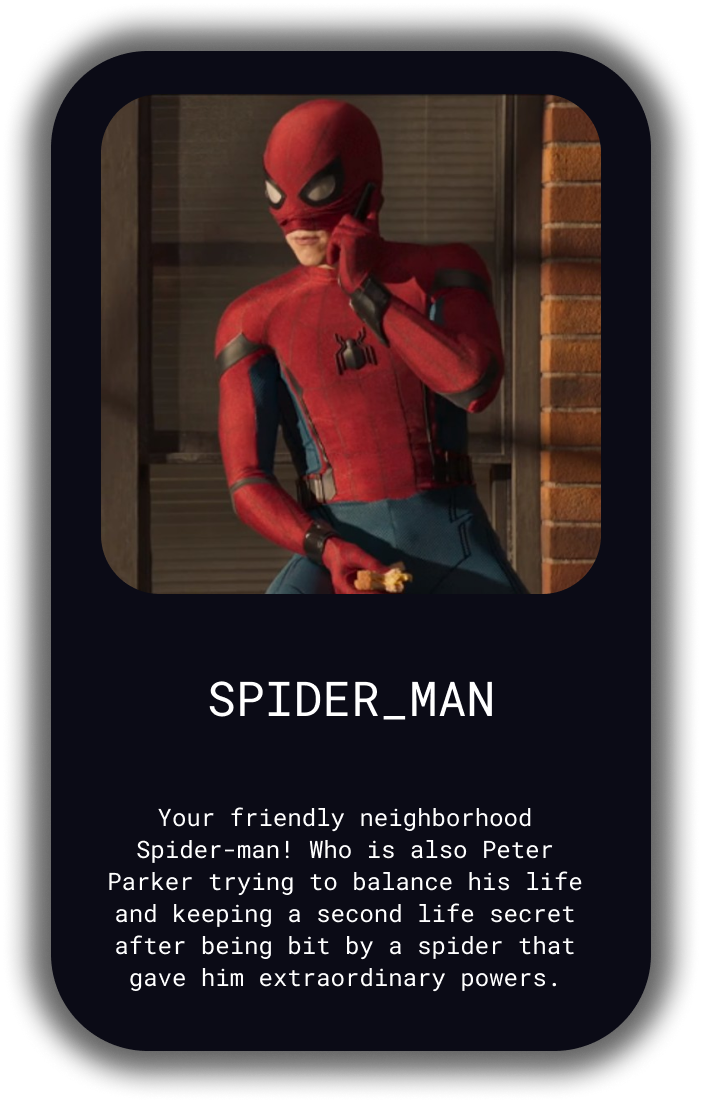 SPIDER_MAN
Your friendly neighborhood
Spider-man! Who is also Peter
Parker trying to balance his life
and keeping a second life secret
after being bit by a spider that
gave him extraordinary powers.